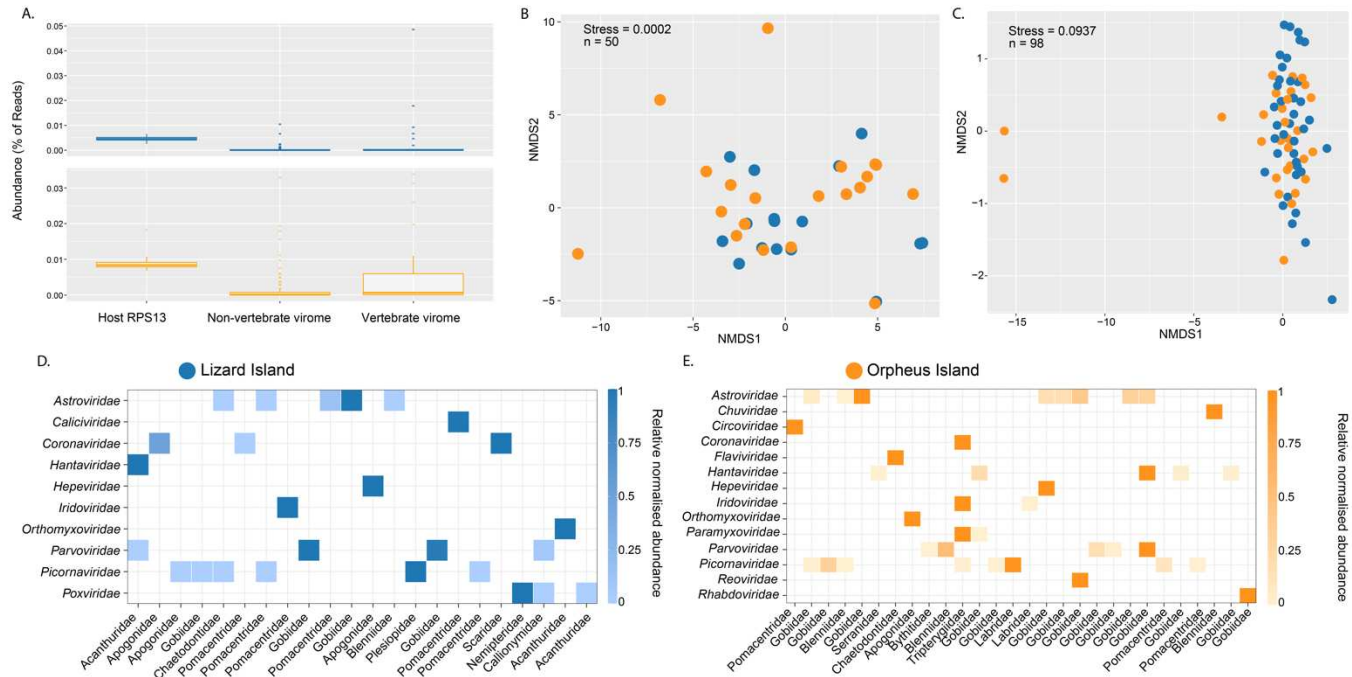 A.
Abundance (% of Reads)
0.05
0.04
0.03
0.02
0.01
0.00
0.03
0.02
0.01
0.00
Host RPS13 Non-vertebrate virome Vertebrate virome
B
Stress = 0.0002
n = 50
NMDS2
10
5
0
−5
−10 −5 0 5
NMDS1
C.
Stress = 0.0937
n = 98
NMDS2
1
0
−1
−2
−15 −10 −5 0
NMDS1
D.
Lizard Island
Astroviridae
Caliciviridae
Coronaviridae
Hantaviridae
Hepeviridae
Iridoviridae
Orthomyxoviridae
Parvoviridae
Picornaviridae
Poxviridae
Acanthuridae
Apogonidae
Apogonidae
Gobiidae
Chaetodontidae
Pomacentridae
Pomacentridae
Gobiidae
Pomacentridae
Gobiidae
Apogonidae
Blenniidae
Plesiopidae
Gobiidae
Pomacentridae
Pomacentridae
Scaridae
Nemipteridae
Callionymidae
Acanthuridae
Acanthuridae
1
0.75
0.5
0.25
0
Relative normalised abundance
E.
Orpheus Island
Astroviridae
Chuviridae
Circoviridae
Coronaviridae
Flaviviridae
Hantaviridae
Hepeviridae
Iridoviridae
Orthomyxoviridae
Paramyxoviridae
Parvoviridae
Picornaviridae
Reoviridae
Rhabdoviridae
Pomacentridae
Gobiidae
Gobiidae
Blenniidae
Gobiidae
Serranidae
Chaetodontidae
Apogonidae
Bythitidae
Blenniidae
Tripterygiidae
Gobiidae
Gobiidae
Labridae
Labridae
Gobiidae
Gobiidae
Gobiidae
Gobiidae
Gobiidae
Gobiidae
Pomacentridae
Gobiidae
Pomacentridae
Blenniidae
Gobiidae
Gobiidae
1
0.75
0.5
0.25
0
Relative normalised abundance